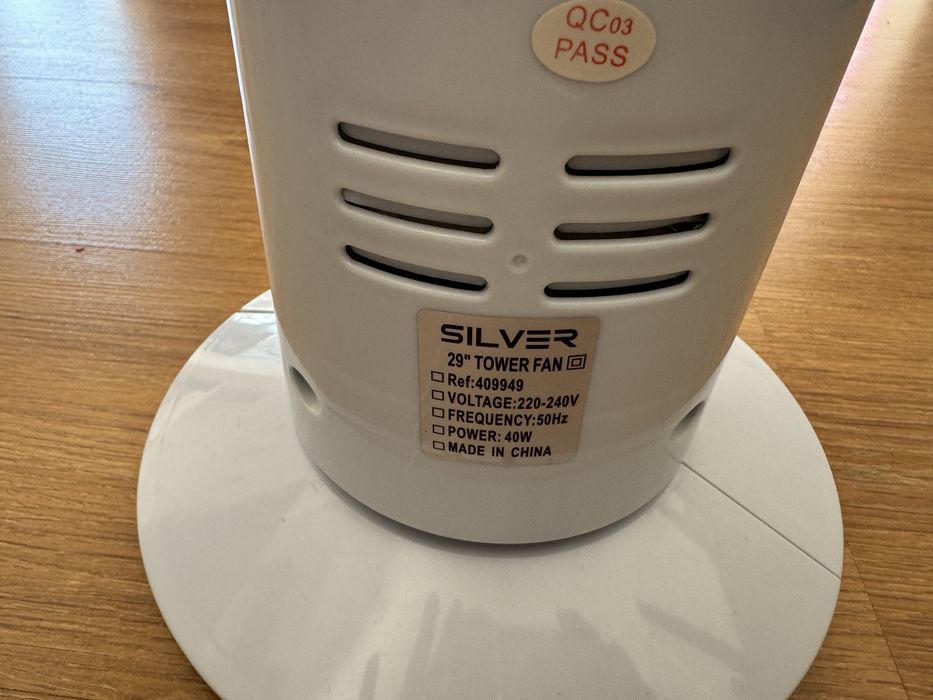 QC03
PASS
SILVER
29" TOWER FAN
Ref:409949
VOLTAGE:220-240V
FREQUENCY:50Hz
POWER: 40W
MADE IN CHINA